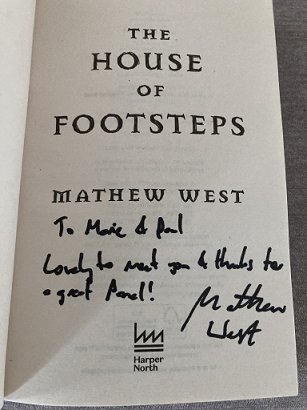 THE
HOUSE
OF
FOOTSTEPS
MATHEW WEST
To Marie & Paul
Lovely to meet you & thanks for
a great Panel!
Mathew
West
Harper
North